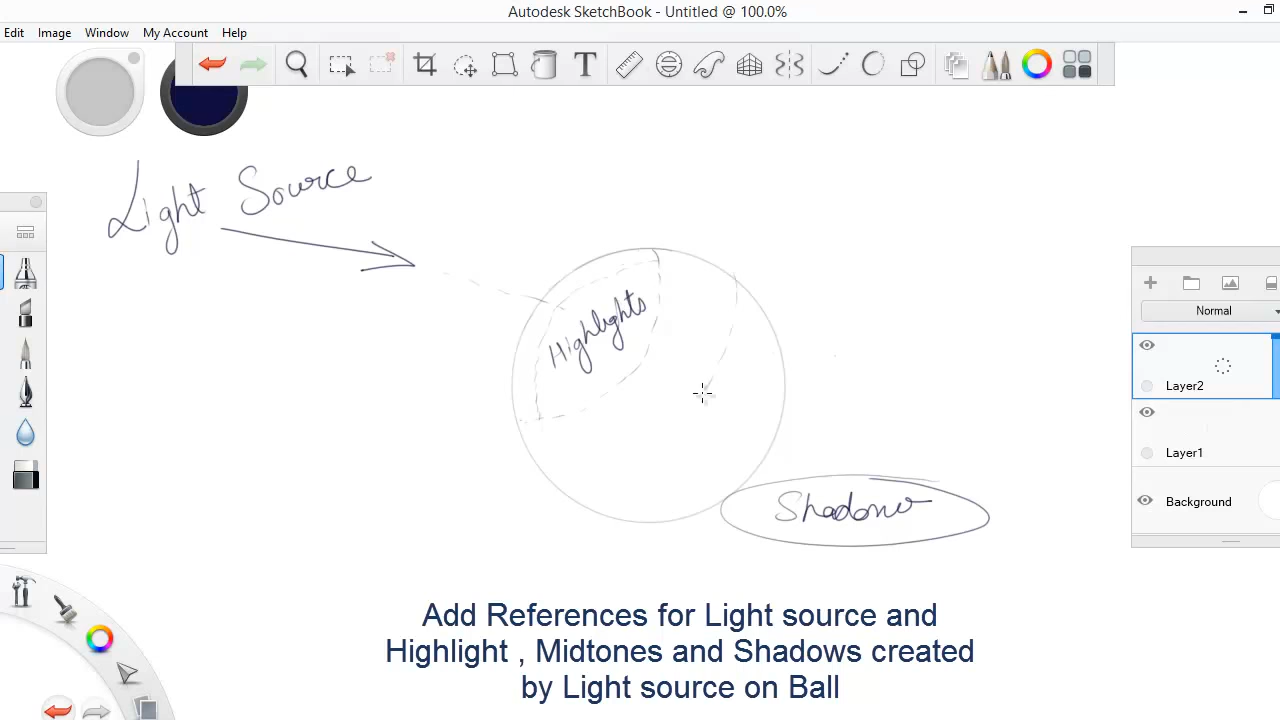 Autodesk SketchBook - Untitled @ 100.0%
Edit Image Window My Account Help
Light Source
Highlights
Normal
Layer2
Layer1
Background
Shadow
Add References for Light source and
Highlight , Midtones and Shadows created
by Light source on Ball